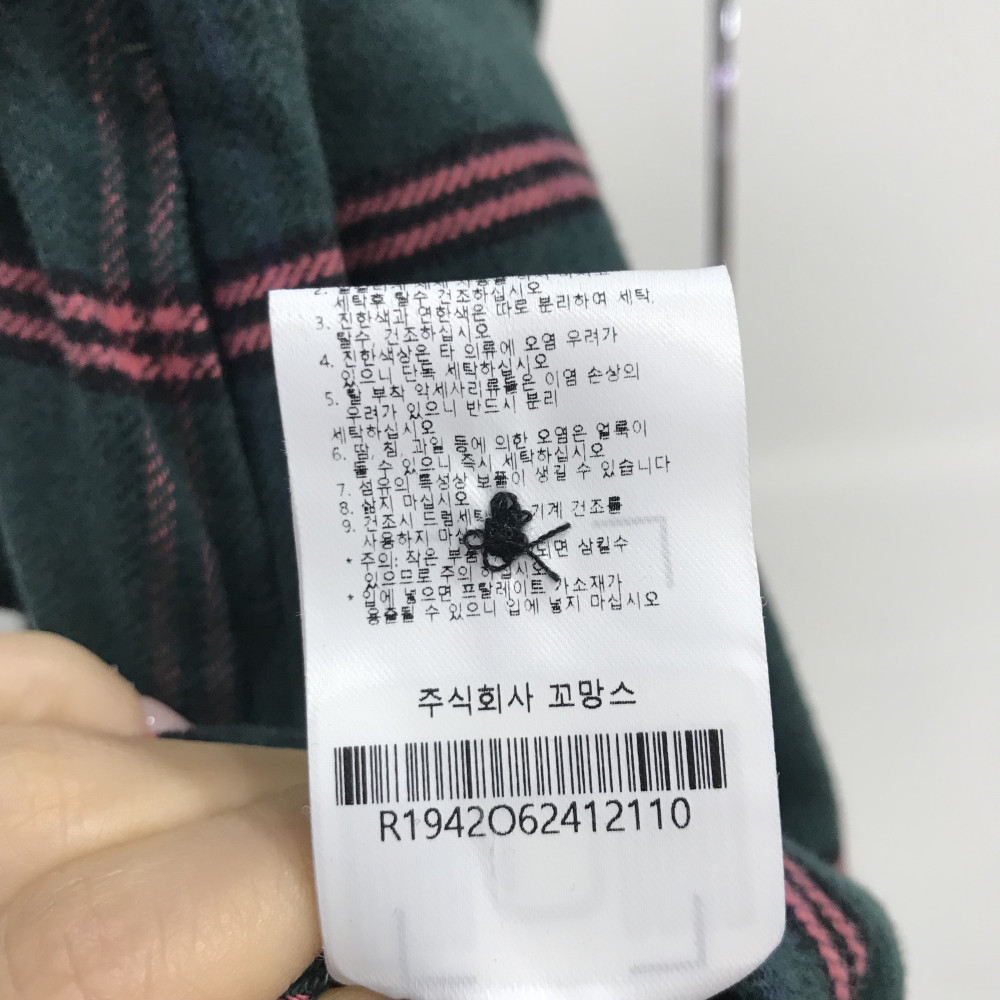 세탁후 탈수 건조하십시오
3. 진한색과 연한색은 따로 분리하여 세탁,
탈수 건조하십시오
4. 진한색상은 타 의류에 오염 우려가
있으니 단독 세탁하십시오
5. 부착 악세사리 이염 손상의
우려가 있으니 반드시 분리
세탁하십시오
6. 땀, 침, 과일 등에 의한 오염은 얼룩이
될 수 있으니 즉시 세탁하십시오
7. 섬유의 특성상 보풀이 생길 수 있습니다
8. 삶지 마십시오
9. 건조시 드럼세탁 기계 건조를
사용하지 마십
* 주의: 작은 부품 되면 삼킬수
있으므로 주의 하십시오
* 입에 넣으면 프탈레이트 가소재가
용출될 수 있으니 입에 넣지 마십시오
주식회사 꼬망스
R1942O62412110